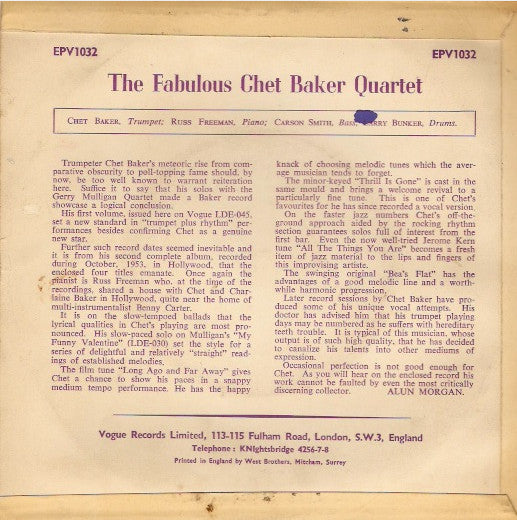 EPV1032
EPV1032
The Fabulous Chet Baker Quartet
CHET BAKER, Trumpet; RUSS FREEMAN, Piano; CARSON SMITH, Bass; LARRY BUNKER, Drums.
Trumpeter Chet Baker's meteoric rise from com-
parative obscurity to poll-topping fame should, by
now, be too well known to warrant reiteration
here. Suffice it to say that his solos with the
Gerry Mulligan Quartet made a Baker record
showcase a logical conclusion.
His first volume, issued here on Vogue LDE-045,
set a new standard in "trumpet plus rhythm" per-
formances besides confirming Chet as a genuine
new star.
Further such record dates seemed inevitable and
it is from his second complete album, recorded
during October, 1953, in Hollywood, that the
enclosed four titles emanate. Once again the
pianist is Russ Freeman who, at the time of the
recordings, shared a house with Chet and Char-
laine Baker in Hollywood, quite near the home of
multi-instrumentalist Benny Carter.
It is on the slow-tempoed ballads that the
lyrical qualities in Chet's playing are most pro-
nounced. His slow-paced solo on Mulligan's "My
Funny Valentine" (LDE-030) set the style for a
series of delightful and relatively "straight" read-
ings of established melodies.
The film tune "Long Ago and Far Away" gives
Chet a chance to show his paces in a snappy
medium tempo performance. He has the happy
knack of choosing melodic tunes which the aver-
age musician tends to forget.
The minor-keyed "Thrill Is Gone" is cast in the
same mould and brings a welcome revival to a
particularly fine tune. This is one of Chet's
favourites for he has since recorded a vocal version.
On the faster jazz numbers Chet's off-the-
ground approach aided by the rocking rhythm
section guarantees solos full of interest from the
first bar. Even the now well-tried Jerome Kern
tune "All The Things You Are" becomes a fresh
item of jazz material to the lips and fingers of
this improvising artiste.
The swinging original "Bea's Flat" has the
advantages of a good melodic line and a worth-
while harmonic progression.
Later record sessions by Chet Baker have pro-
duced some of his unique vocal attempts. His
doctor has advised him that his trumpet playing
days may be numbered as he suffers with hereditary
teeth trouble. It is typical of this musician, whose
output is of such high quality, that he has decided
to canalize his talents into other mediums of
expression.
Occasional perfection is not good enough for
Chet. As you will hear on the enclosed record his
work cannot be faulted by even the most critically
discerning collector. ALUN MORGAN.
Vogue Records Limited, 113-115 Fulham Road, London, S.W.3, England
Telephone : KNIghtsbridge 4256-7-8
Printed in England by West Brothers, Mitcham, Surrey